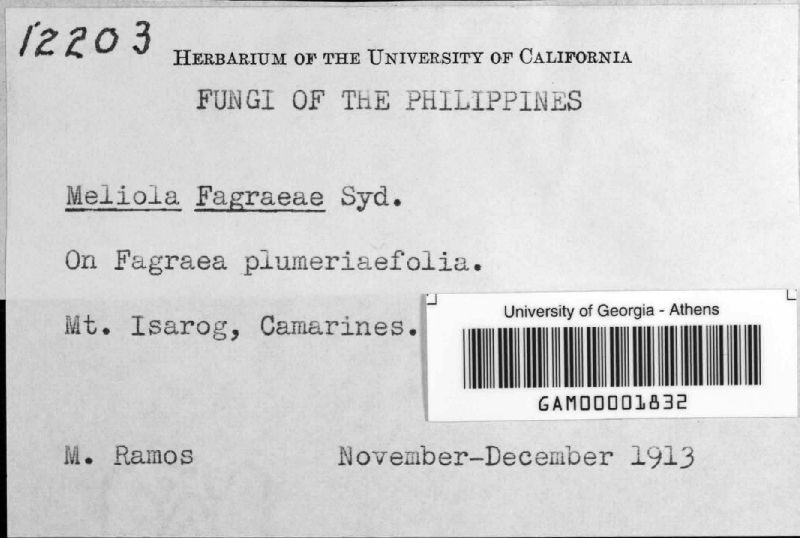 12203
HERBARIUM OF THE UNIVERSITY OF CALIFORNIA
FUNGI OF THE PHILIPPINES
Meliola Fagraeae Syd.
On Fagraea plumeriaefolia.
Mt. Isarog, Camarines.
University of Georgia - Athens
GAM00001832
M. Ramos November-December 1913